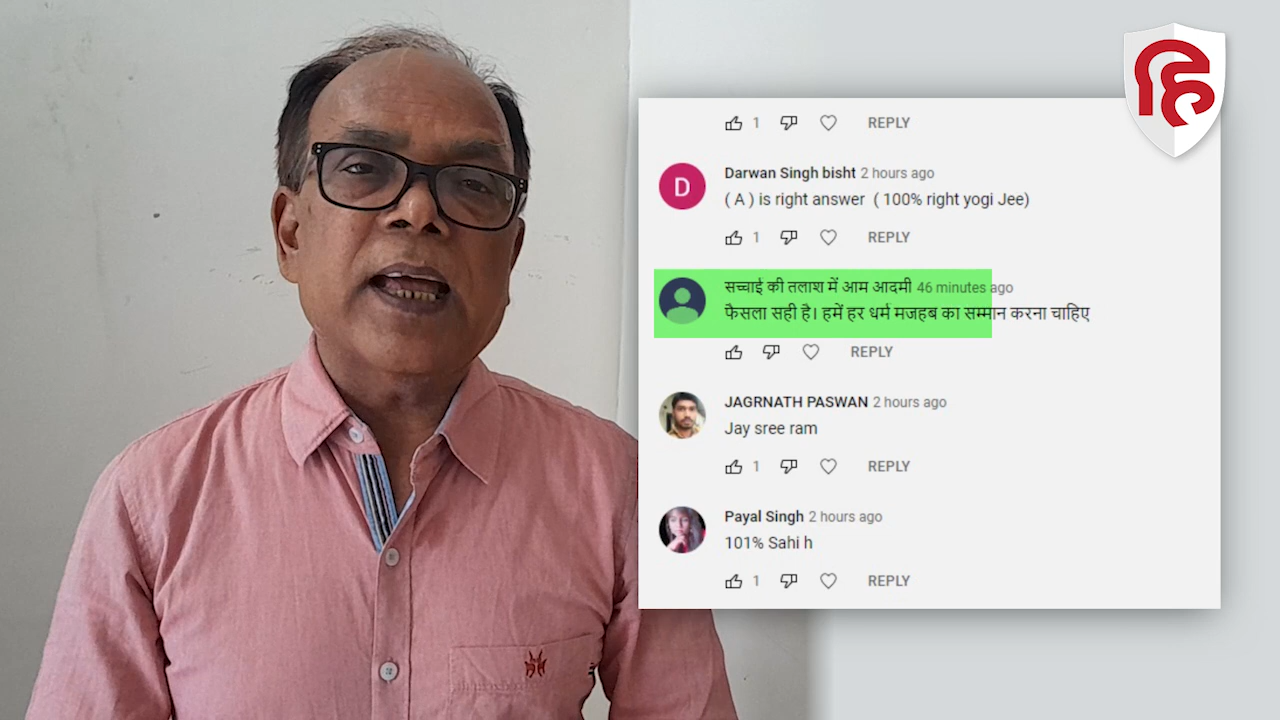 हि
1 REPLY
D
Darwan Singh bisht 2 hours ago
( A ) is right answer ( 100% right yogi Jee)
1 REPLY
सच्चाई की तलाश में आम आदमी 46 minutes ago
फैसला सही है। हमें हर धर्म मजहब का सम्मान करना चाहिए
REPLY
JAGRNATH PASWAN 2 hours ago
Jay sree ram
1 REPLY
Payal Singh 2 hours ago
101% Sahi h
1 REPLY